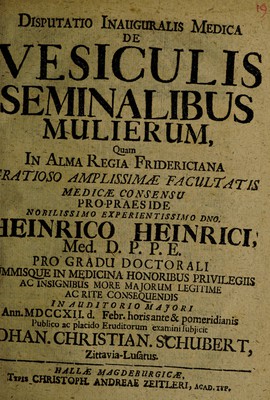 19
DISPUTATIO INAUGURALIS MEDICA
DE
VESICULIS
SEMINALIBUS
MULIERUM,
Quam
IN ALMA REGIA FRIDERICIANA
GRATIOSO AMPLISSIMÆ FACULTATIS
MEDICÆ CONSENSU
PRO-PRAESIDE
NOBILISSIMO EXPERIENTISSIMO DNO,
HEINRICO HEINRICI,
Med. D. P. P. E.
PRO GRADU DOCTORALI
SUMMISQUE IN MEDICINA HONORIBUS PRIVILEGIIS
AC INSIGNIBUS MORE MAJORUM LEGITIME
AC RITE CONSEQUENDIS
IN AUDITORIO MAJORI
Ann. MDCCXII. d. Febr. horis ante & pomeridianis
Publico ac placido Eruditorum examini subjicit
JOHAN. CHRISTIAN. SCHUBERT,
Zittavia-Lusatus.
HALLÆ MAGDEBURGICÆ,
TYPIS CHRISTOPH. ANDREAE ZEITLERI, ACAD. TYP.